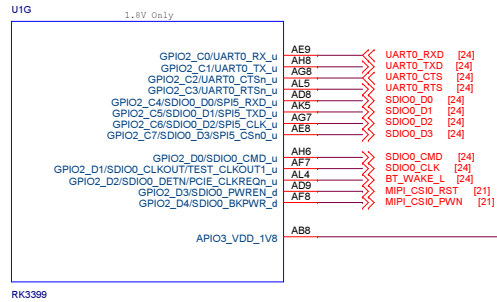 U1G
1.8V Only
GPIO2_C0/UART0_RX_u AE9 UART0_RXD [24]
GPIO2_C1/UART0_TX_u AH8 UART0_TXD [24]
GPIO2_C2/UART0_CTSn_u AG8 UART0_CTS [24]
GPIO2_C3/UART0_RTSn_u AL5 UART0_RTS [24]
GPIO2_C4/SDIO0_D0/SPI5_RXD_u AD8 SDIO0_D0 [24]
GPIO2_C5/SDIO0_D1/SPI5_TXD_u AK5 SDIO0_D1 [24]
GPIO2_C6/SDIO0_D2/SPI5_CLK_u AG7 SDIO0_D2 [24]
GPIO2_C7/SDIO0_D3/SPI5_CSn0_u AE8 SDIO0_D3 [24]
GPIO2_D0/SDIO0_CMD_u AH6 SDIO0_CMD [24]
GPIO2_D1/SDIO0_CLKOUT/TEST_CLKOUT1_u AF7 SDIO0_CLK [24]
GPIO2_D2/SDIO0_DETN/PCIE_CLKREQn_u AL4 BT_WAKE_L [24]
GPIO2_D3/SDIO0_PWREN_d AD9 MIPI_CSI0_RST [21]
GPIO2_D4/SDIO0_BKPWR_d AF8 MIPI_CSI0_PWN [21]
APIO3_VDD_1V8 AB8
RK3399